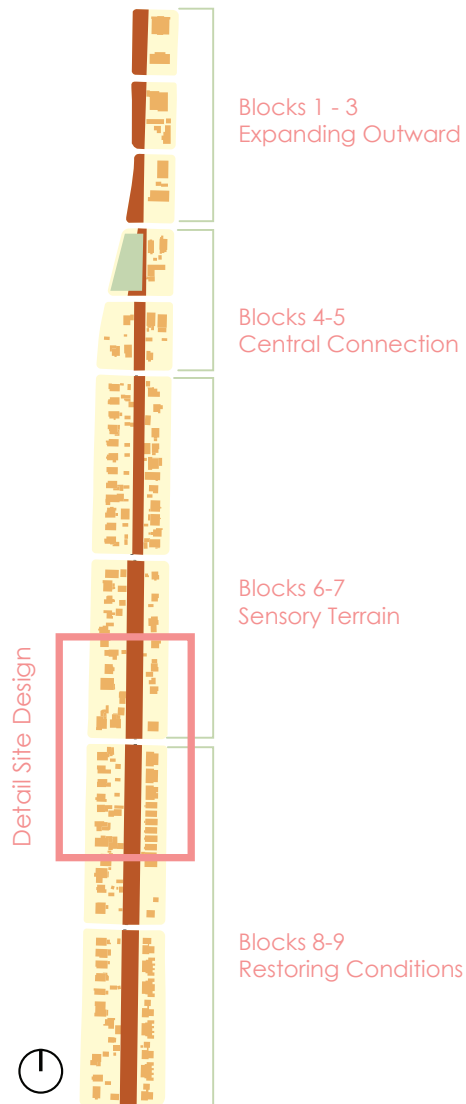 Blocks 1 - 3
Expanding Outward
Blocks 4-5
Central Connection
Blocks 6-7
Sensory Terrain
Detail Site Design
Blocks 8-9
Restoring Conditions